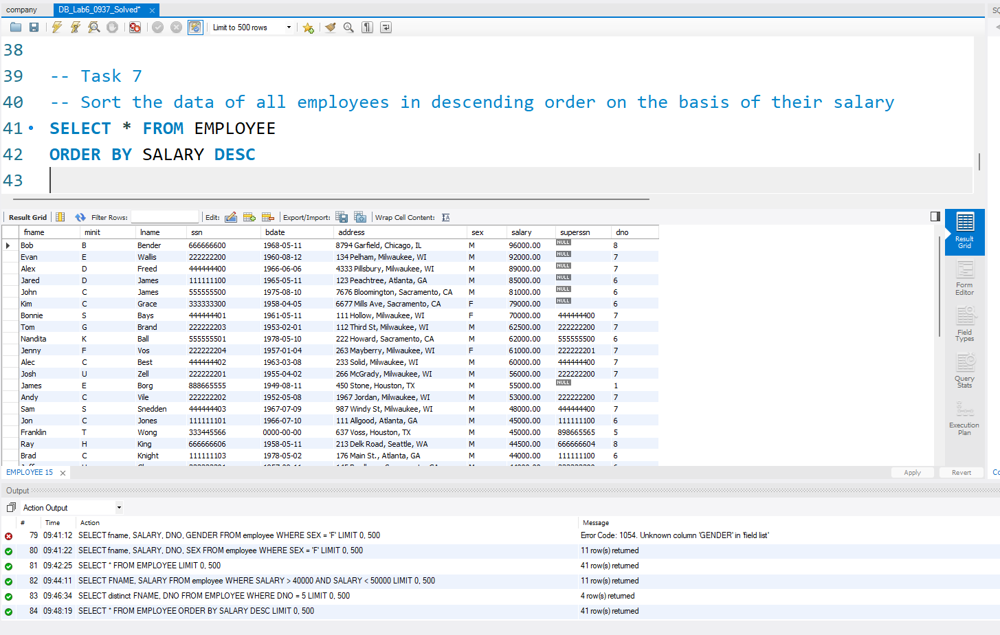 company
DB_Lab6_0937_Solved*
SQ
Limit to 500 rows
38
39 -- Task 7
40 -- Sort the data of all employees in descending order on the basis of their salary
41 SELECT * FROM EMPLOYEE
42 ORDER BY SALARY DESC
43
Result Grid Filter Rows: Edit: Export/Import: Wrap Cell Content:
fname minit lname ssn bdate address sex salary superssn dno
Bob B Bender 666666600 1968-05-11 8794 Garfield, Chicago, IL M 96000.00 NULL 8
Evan E Wallis 222222200 1960-08-12 134 Pelham, Milwaukee, WI M 92000.00 NULL 7
Alex D Freed 444444400 1966-06-06 4333 Pillsbury, Milwaukee, WI M 89000.00 NULL 7
Jared D James 111111100 1965-05-11 123 Peachtree, Atlanta, GA M 85000.00 NULL 6
John C James 555555500 1975-08-10 7676 Bloomington, Sacramento, CA M 81000.00 NULL 6
Kim C Grace 333333300 1958-04-05 6677 Mills Ave, Sacramento, CA F 79000.00 NULL 6
Bonnie S Bays 444444401 1961-05-11 111 Hollow, Milwaukee, WI F 70000.00 444444400 7
Tom G Brand 222222203 1953-02-01 112 Third St, Milwaukee, WI M 62500.00 222222200 7
Nandita K Ball 555555501 1978-05-10 222 Howard, Sacramento, CA M 62000.00 555555500 6
Jenny F Vos 222222204 1957-01-04 263 Mayberry, Milwaukee, WI F 61000.00 222222201 7
Alec C Best 444444402 1963-03-08 233 Solid, Milwaukee, WI M 60000.00 444444400 7
Josh U Zell 222222201 1955-04-02 266 McGrady, Milwaukee, WI M 56000.00 222222200 7
James E Borg 888665555 1949-08-11 450 Stone, Houston, TX M 55000.00 NULL 1
Andy C Vile 222222202 1952-05-08 1967 Jordan, Milwaukee, WI M 53000.00 222222200 7
Sam S Snedden 444444403 1967-07-09 987 Windy St, Milwaukee, WI M 48000.00 444444400 7
Jon C Jones 111111101 1966-07-10 111 Allgood, Atlanta, GA M 45000.00 111111100 6
Franklin T Wong 333445566 0000-00-00 637 Voss, Houston, TX M 45000.00 898665565 5
Ray H King 666666606 1958-05-11 213 Delk Road, Seattle, WA M 44500.00 666666604 8
Brad C Knight 111111103 1978-05-02 176 Main St., Atlanta, GA M 44000.00 111111100 6
Result
Grid
Form
Editor
Field
Types
Query
Stats
Execution
Plan
EMPLOYEE 15 Apply Revert Co
Output
Action Output
# Time Action Message
79 09:41:12 SELECT fname, SALARY, DNO, GENDER FROM employee WHERE SEX = 'F' LIMIT 0, 500 Error Code: 1054. Unknown column 'GENDER' in 'field list'
80 09:41:22 SELECT fname, SALARY, DNO, SEX FROM employee WHERE SEX = 'F' LIMIT 0, 500 11 row(s) returned
81 09:42:25 SELECT * FROM EMPLOYEE LIMIT 0, 500 41 row(s) returned
82 09:44:11 SELECT FNAME, SALARY FROM employee WHERE SALARY > 40000 AND SALARY < 50000 LIMIT 0, 500 11 row(s) returned
83 09:46:34 SELECT distinct FNAME, DNO FROM EMPLOYEE WHERE DNO = 5 LIMIT 0, 500 4 row(s) returned
84 09:48:19 SELECT * FROM EMPLOYEE ORDER BY SALARY DESC LIMIT 0, 500 41 row(s) returned